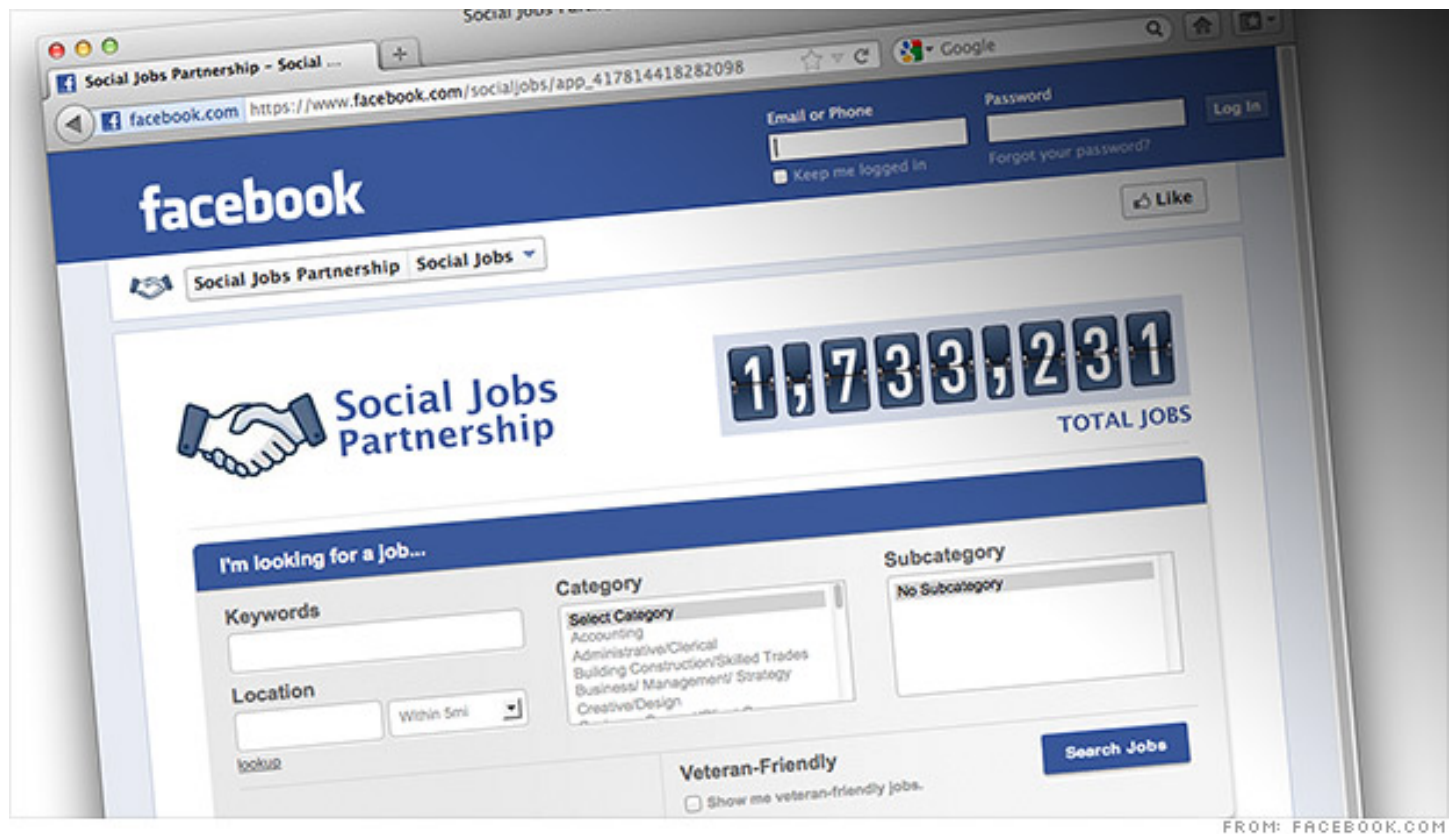 Social Jobs
Social Jobs Partnership - Social ...
+
facebook.com https://www.facebook.com/socialjobs/app_417814418282098
Google
Email or Phone
Password
Log In
Keep me logged in
Forgot your password?
facebook
Like
Social Jobs Partnership Social Jobs
Social Jobs
Partnership
1,733,231
TOTAL JOBS
I'm looking for a job...
Keywords
Category
Subcategory
Select Category
Accounting
Administrative/Clerical
Building Construction/Skilled Trades
Business/ Management/ Strategy
Creative/Design
No Subcategory
Location
Within 5mi
lookup
Veteran-Friendly
Show me veteran-friendly jobs.
Search Jobs
FROM: FACEBOOK.COM